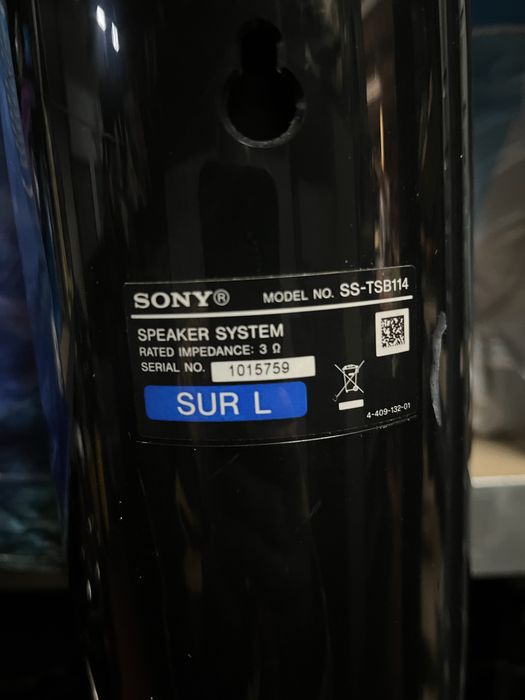 SONY® MODEL NO. SS-TSB114
SPEAKER SYSTEM
RATED IMPEDANCE: 3 Ω
SERIAL NO. 1015759
SUR L
4-409-132-01